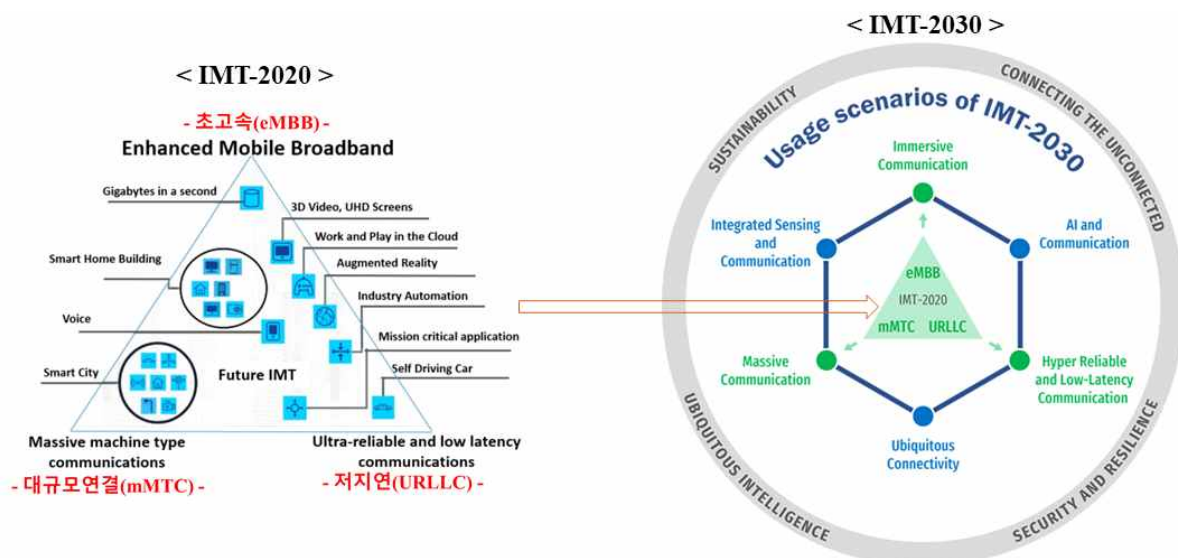 < IMT-2020 >
- 초고속(eMBB) -
Enhanced Mobile Broadband
Gigabytes in a second
3D Video, UHD Screens
Work and Play in the Cloud
Smart Home Building
Augmented Reality
Industry Automation
Voice
Mission critical application
Smart City
Future IMT
Self Driving Car
Massive machine type
communications
- 대규모연결(mMTC) -
Ultra-reliable and low latency
communications
- 저지연(URLLC) -
< IMT-2030 >
SUSTAINABILITY
CONNECTING THE UNCONNECTED
Usage scenarios of IMT-2030
Immersive
Communication
Integrated Sensing
and
Communication
AI and
Communication
eMBB
IMT-2020
mMTC URLLC
Massive
Communication
Hyper Reliable
and Low-Latency
Communication
Ubiquitous
Connectivity
UBIQUITOUS INTELLIGENCE
SECURITY AND RESILIENCE